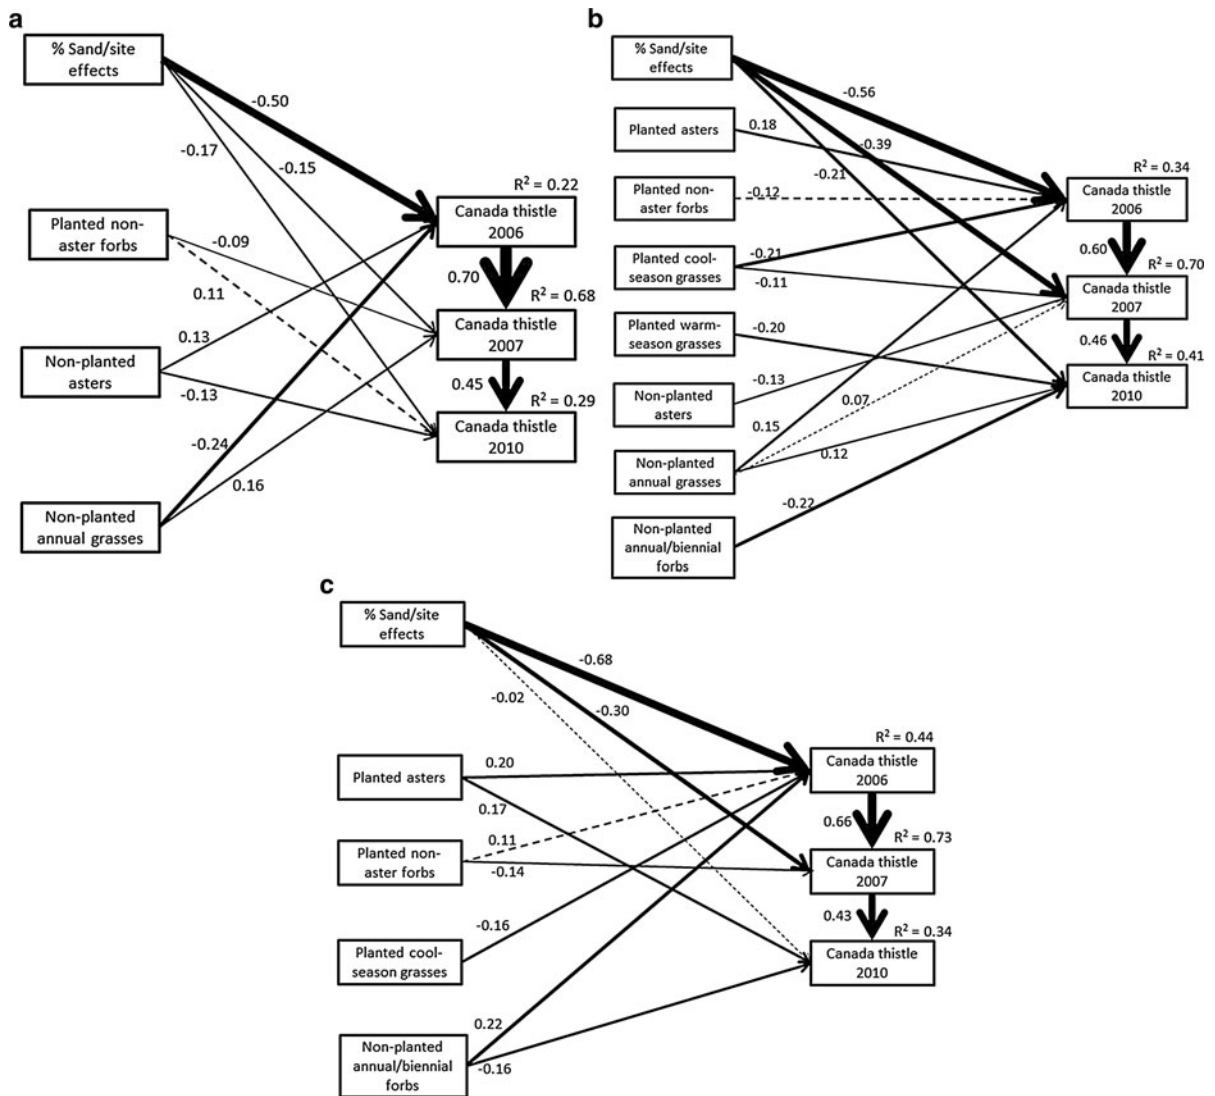 a
% Sand/site
effects
-0.50
-0.17
-0.15
R² = 0.22
Canada thistle
2006
Planted non-
aster forbs
-0.09
0.11
0.70
R² = 0.68
Canada thistle
2007
0.13
Non-planted
asters
-0.13
0.45
R² = 0.29
Canada thistle
2010
-0.24
0.16
Non-planted
annual grasses
b
% Sand/site
effects
-0.56
Planted asters
0.18
-0.39
-0.21
R² = 0.34
Canada thistle
2006
Planted non-
aster forbs
-0.12
Planted cool-
season grasses
-0.21
-0.11
0.60
R² = 0.70
Canada thistle
2007
Planted warm-
season grasses
-0.20
0.46
R² = 0.41
Canada thistle
2010
Non-planted
asters
-0.13
0.07
0.15
0.12
Non-planted
annual grasses
-0.22
Non-planted
annual/biennial
forbs
c
% Sand/site
effects
-0.68
-0.02
-0.30
R² = 0.44
Canada thistle
2006
Planted asters
0.20
0.17
0.66
R² = 0.73
Canada thistle
2007
Planted non-
aster forbs
0.11
-0.14
0.43
R² = 0.34
Canada thistle
2010
Planted cool-
season grasses
-0.16
0.22
Non-planted
annual/biennial
forbs
-0.16